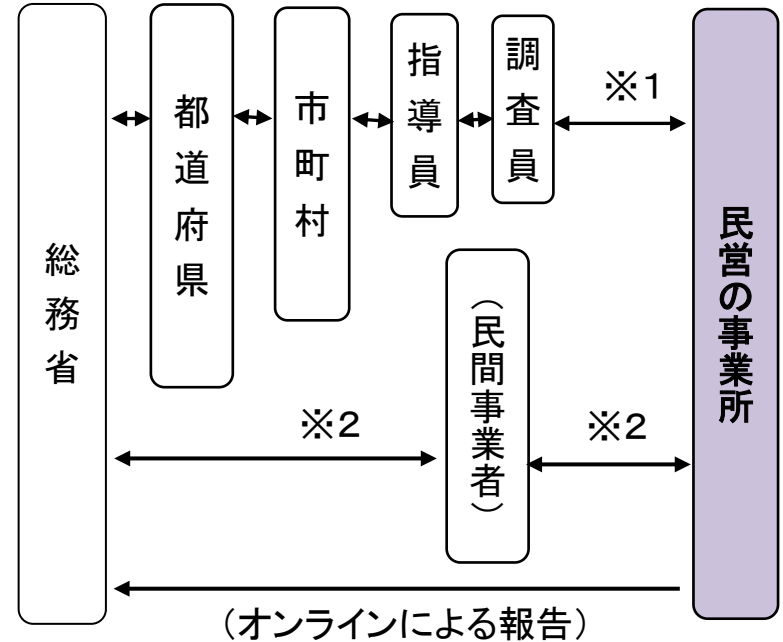 総務省
都道府県
市町村
指導員
調査員
※1
民営の事業所
(民間事業者)
※2
※2
(オンラインによる報告)